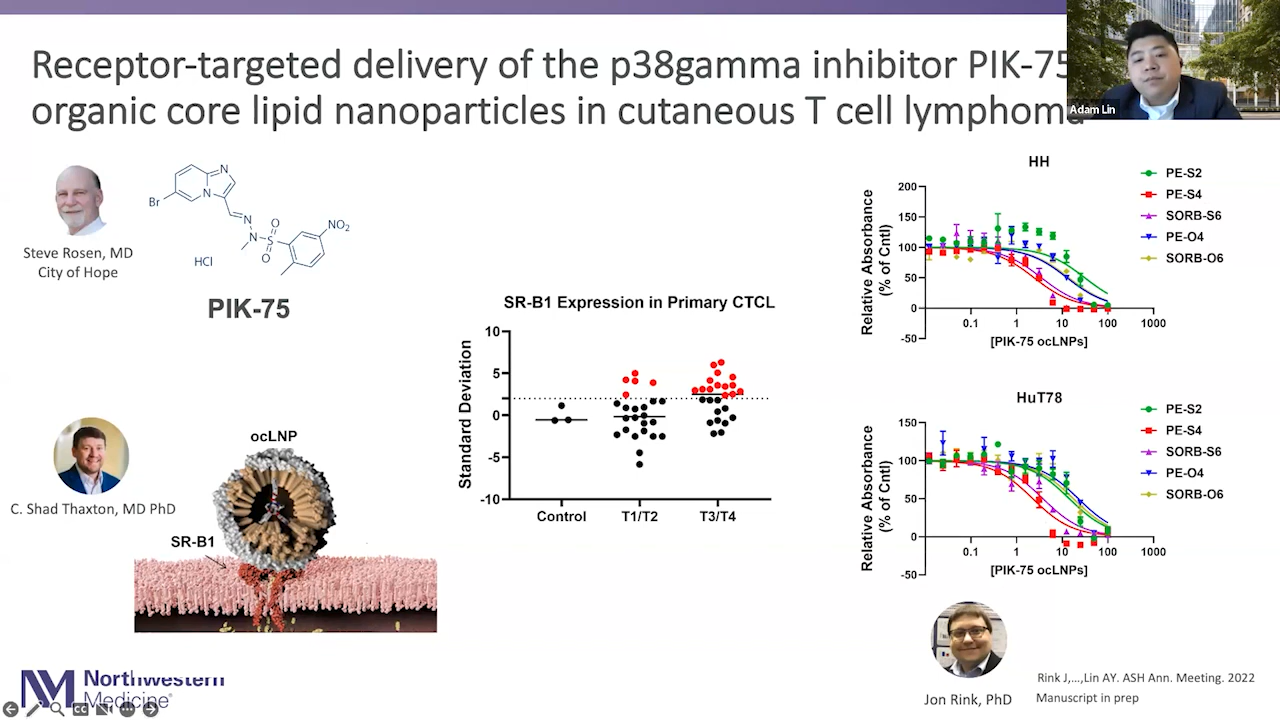 Receptor-targeted delivery of the p38gamma inhibitor PIK-75
organic core lipid nanoparticles in cutaneous T cell lymphoma
Adam Lin
Steve Rosen, MD
City of Hope
Br
N
N
N
N
O
S
O
NO2
HCl
PIK-75
C. Shad Thaxton, MD PhD
ocLNP
SR-B1
SR-B1 Expression in Primary CTCL
Standard Deviation
10
5
0
-5
-10
Control T1/T2 T3/T4
HH
Relative Absorbance
(% of Cntl)
200
150
100
50
0
-50
0.1 1 10 100 1000
[PIK-75 ocLNPs]
PE-S2
PE-S4
SORB-S6
PE-O4
SORB-O6
HuT78
Relative Absorbance
(% of Cntl)
150
100
50
0
-50
0.1 1 10 100 1000
[PIK-75 ocLNPs]
PE-S2
PE-S4
SORB-S6
PE-O4
SORB-O6
Jon Rink, PhD
Rink J,...,Lin AY. ASH Ann. Meeting. 2022
Manuscript in prep
NM
Northwestern
Medicine®
CC